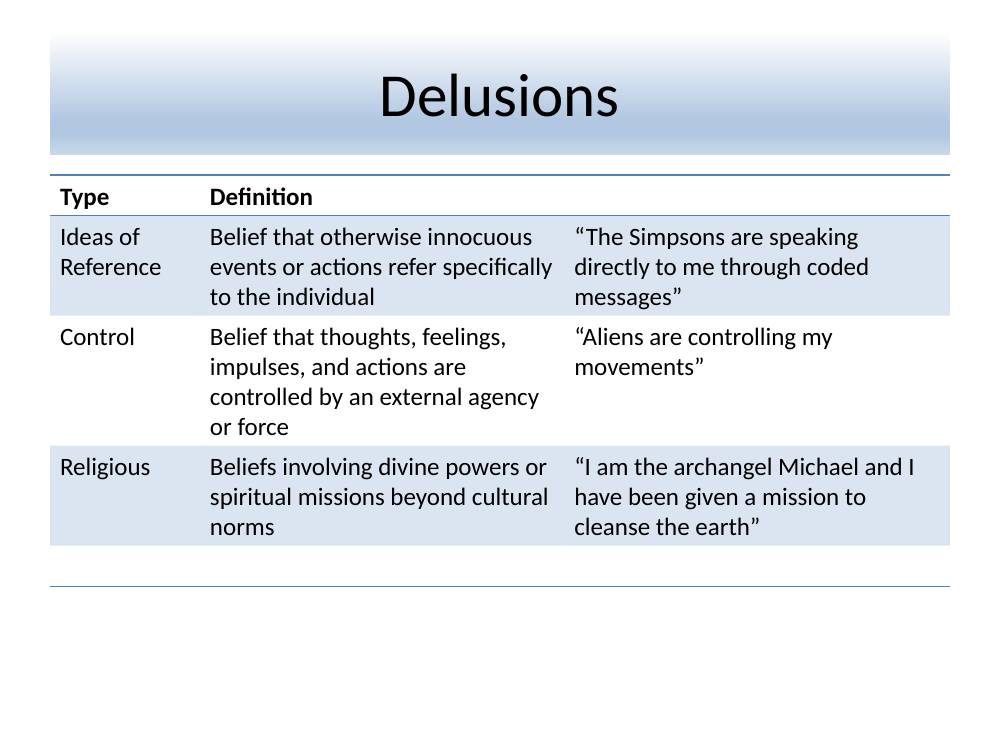 Delusions
Type Definition
Ideas of Reference Belief that otherwise innocuous events or actions refer specifically to the individual “The Simpsons are speaking directly to me through coded messages”
Control Belief that thoughts, feelings, impulses, and actions are controlled by an external agency or force “Aliens are controlling my movements”
Religious Beliefs involving divine powers or spiritual missions beyond cultural norms “I am the archangel Michael and I have been given a mission to cleanse the earth”